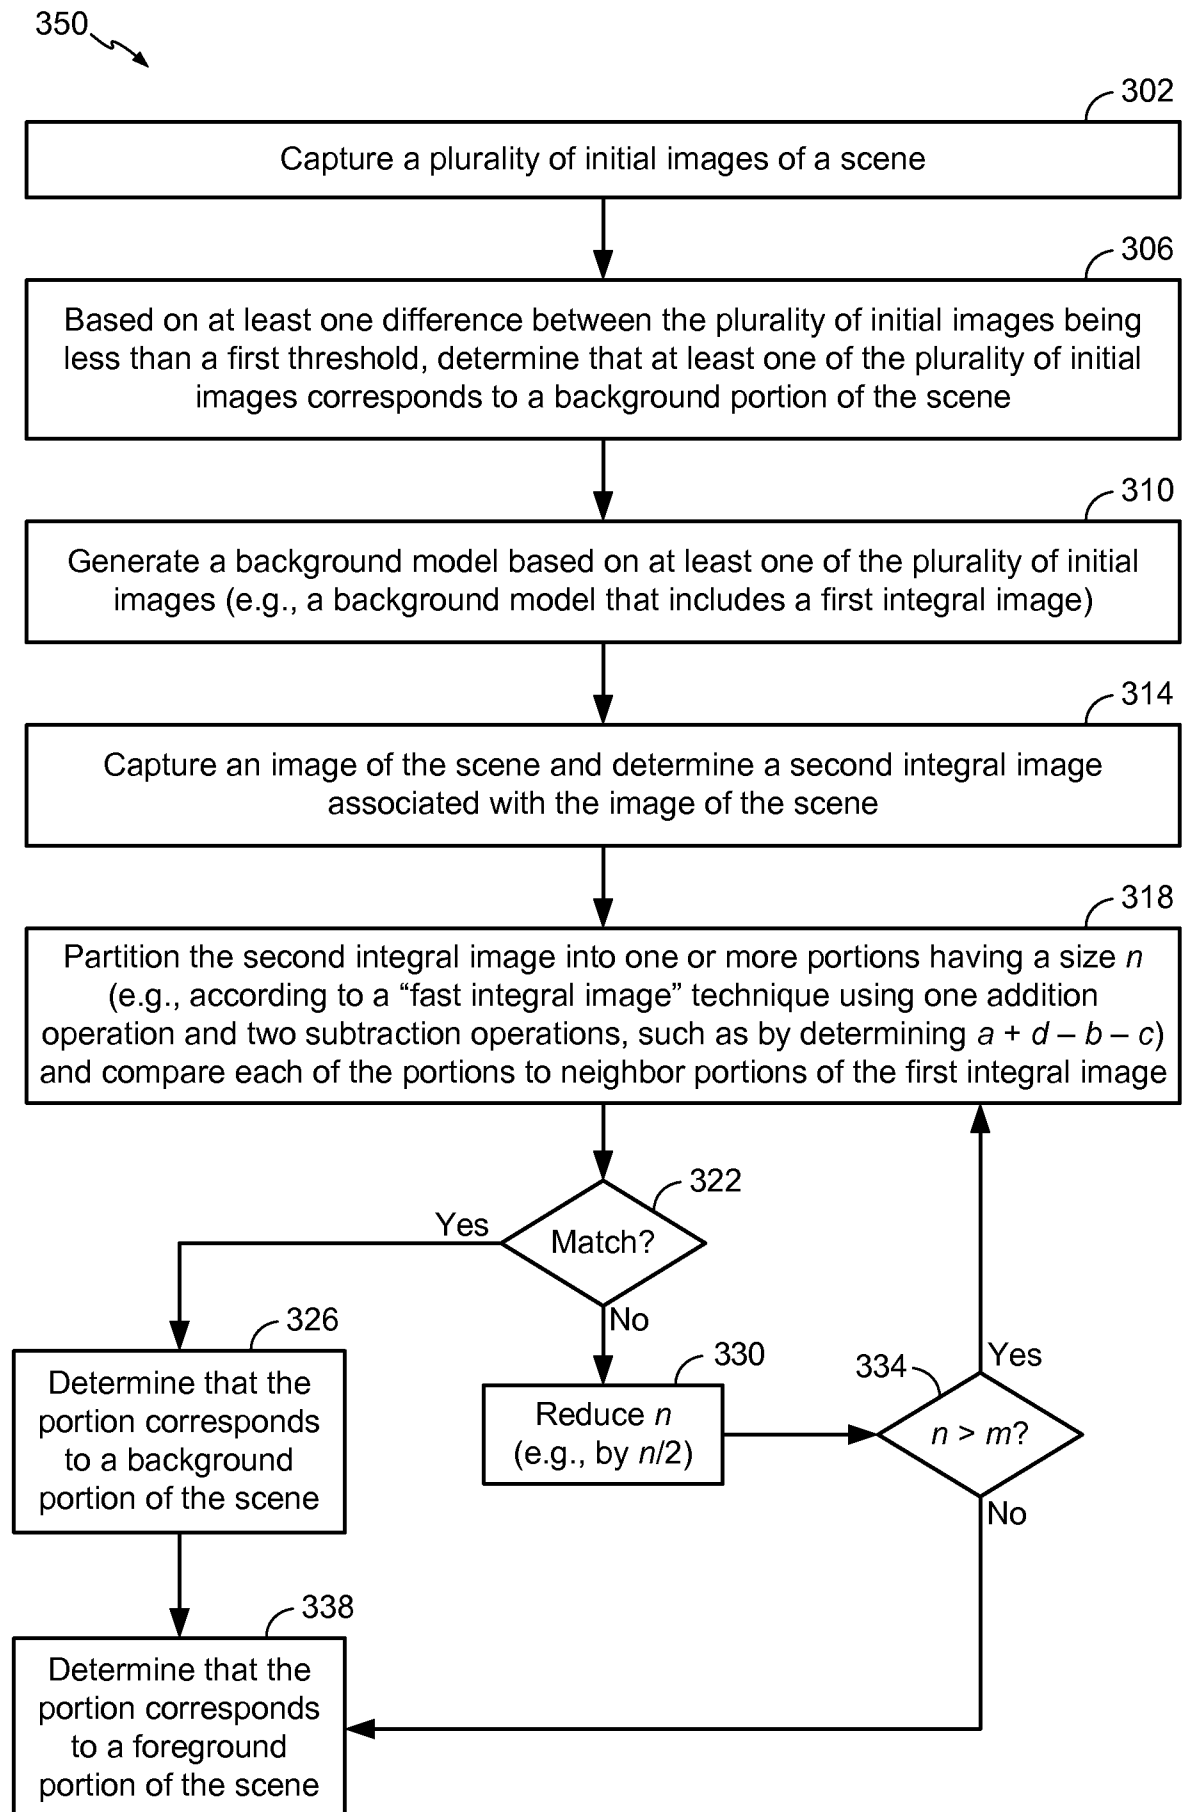 350
302
Capture a plurality of initial images of a scene
306
Based on at least one difference between the plurality of initial images being
less than a first threshold, determine that at least one of the plurality of initial
images corresponds to a background portion of the scene
310
Generate a background model based on at least one of the plurality of initial
images (e.g., a background model that includes a first integral image)
314
Capture an image of the scene and determine a second integral image
associated with the image of the scene
318
Partition the second integral image into one or more portions having a size n
(e.g., according to a “fast integral image” technique using one addition
operation and two subtraction operations, such as by determining a + d – b – c)
and compare each of the portions to neighbor portions of the first integral image
322
Yes
Match?
No
326
Determine that the
portion corresponds
to a background
portion of the scene
330
Reduce n
(e.g., by n/2)
334
Yes
n > m?
No
338
Determine that the
portion corresponds
to a foreground
portion of the scene